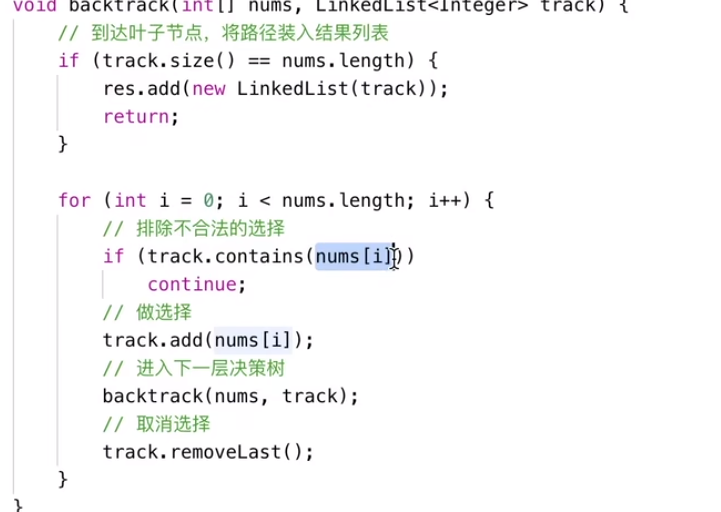 void backtrack(int[] nums, LinkedList<Integer> track) {
// 到达叶子节点，将路径装入结果列表
if (track.size() == nums.length) {
res.add(new LinkedList(track));
return;
}
for (int i = 0; i < nums.length; i++) {
// 排除不合法的选择
if (track.contains(nums[i]))
continue;
// 做选择
track.add(nums[i]);
// 进入下一层决策树
backtrack(nums, track);
// 取消选择
track.removeLast();
}
}